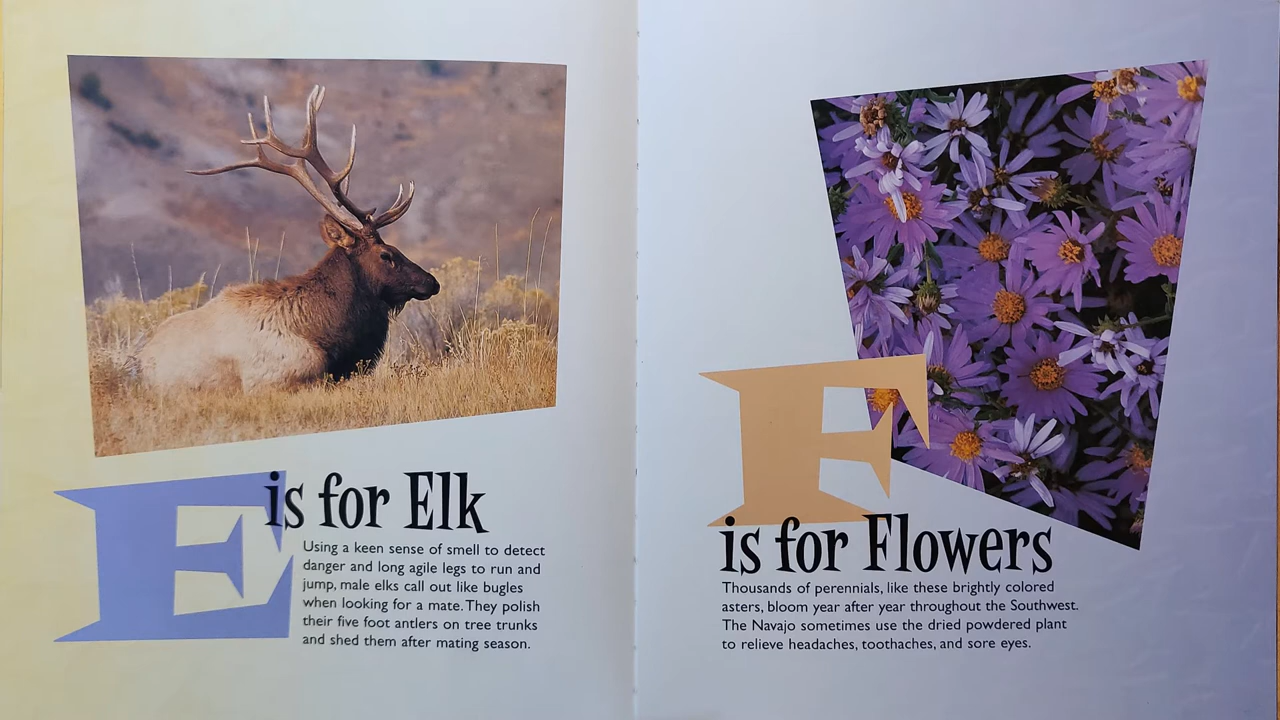 E is for Elk
Using a keen sense of smell to detect
danger and long agile legs to run and
jump, male elks call out like bugles
when looking for a mate. They polish
their five foot antlers on tree trunks
and shed them after mating season.
F
is for Flowers
Thousands of perennials, like these brightly colored
asters, bloom year after year throughout the Southwest.
The Navajo sometimes use the dried powdered plant
to relieve headaches, toothaches, and sore eyes.